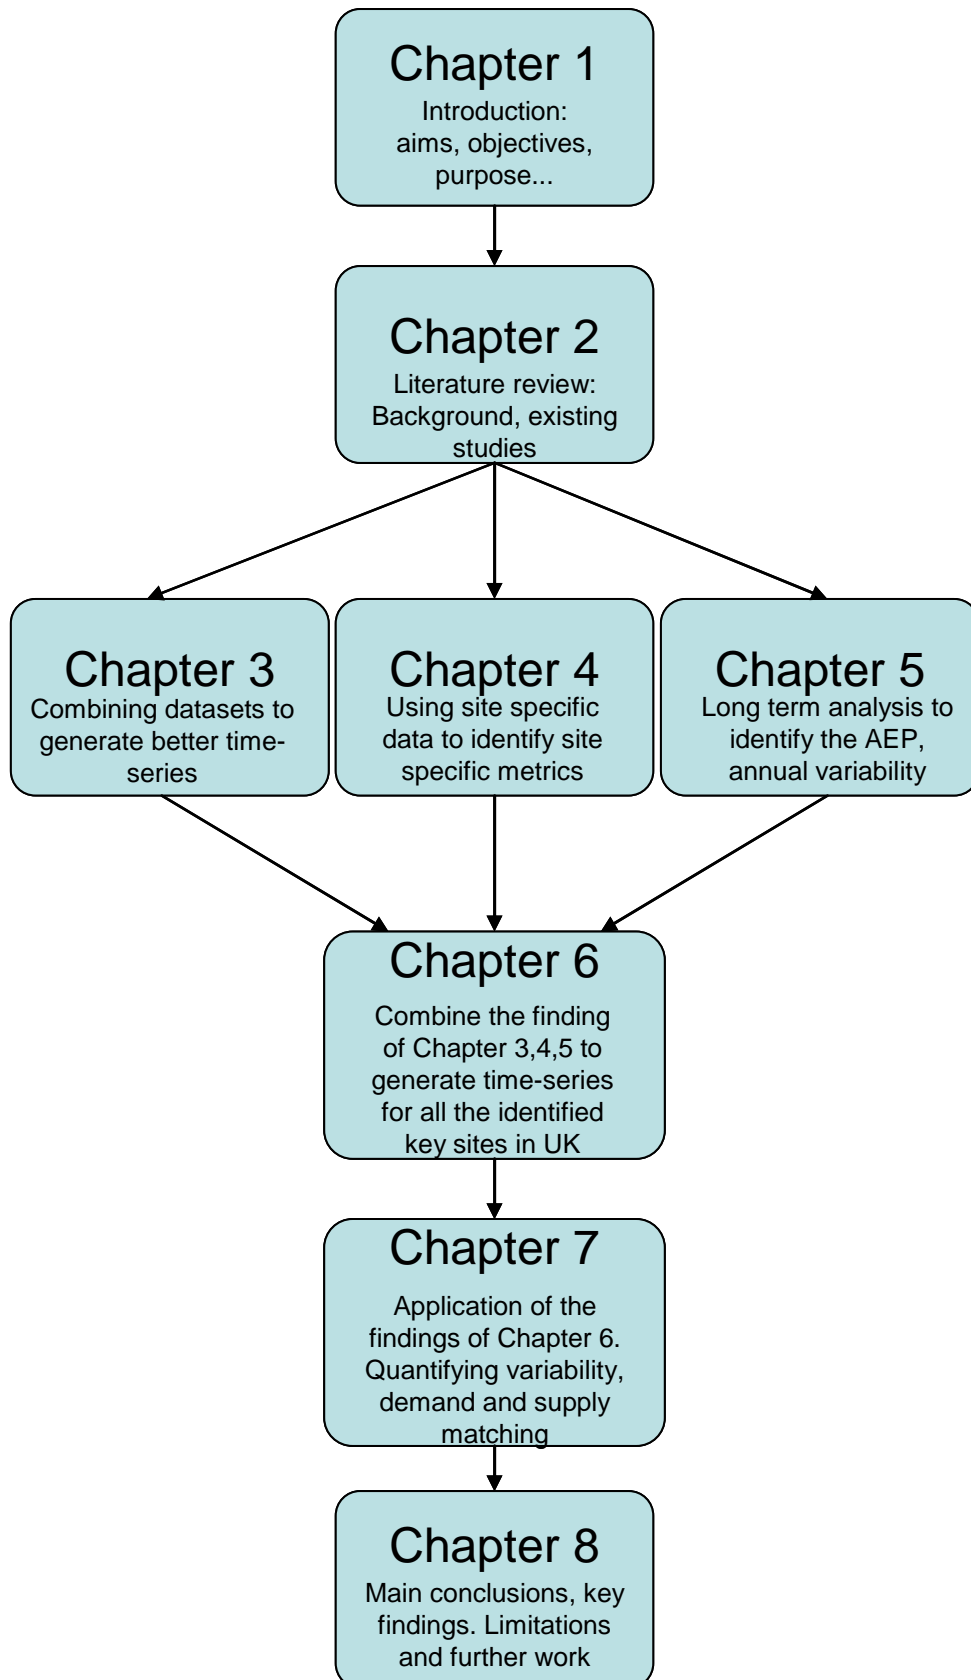 Chapter 1
Introduction:
aims, objectives,
purpose...
Chapter 2
Literature review:
Background, existing
studies
Chapter 3
Combining datasets to
generate better time-
series
Chapter 4
Using site specific
data to identify site
specific metrics
Chapter 5
Long term analysis to
identify the AEP,
annual variability
Chapter 6
Combine the finding
of Chapter 3,4,5 to
generate time-series
for all the identified
key sites in UK
Chapter 7
Application of the
findings of Chapter 6.
Quantifying variability,
demand and supply
matching
Chapter 8
Main conclusions, key
findings. Limitations
and further work